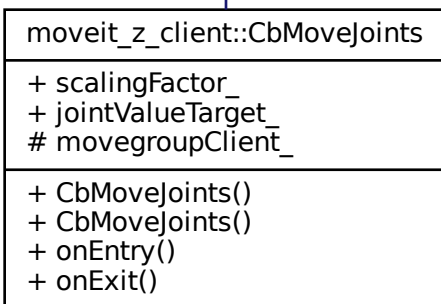 moveit_z_client::CbMoveJoints
+ scalingFactor_
+ jointValueTarget_
# movegroupClient_
+ CbMoveJoints()
+ CbMoveJoints()
+ onEntry()
+ onExit()